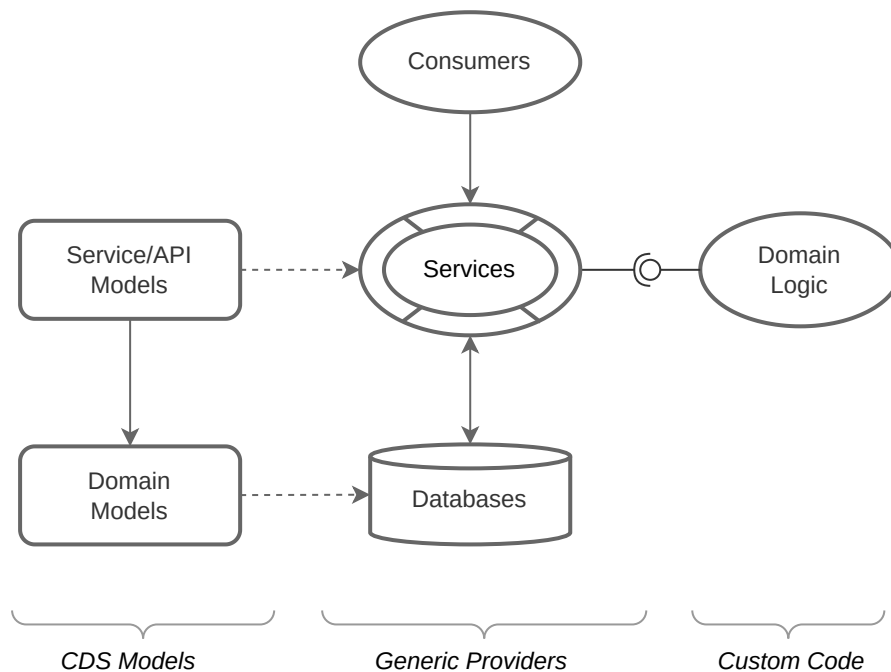 Consumers
Service/API
Models
Services
Domain
Logic
Domain
Models
Databases
CDS Models
Generic Providers
Custom Code